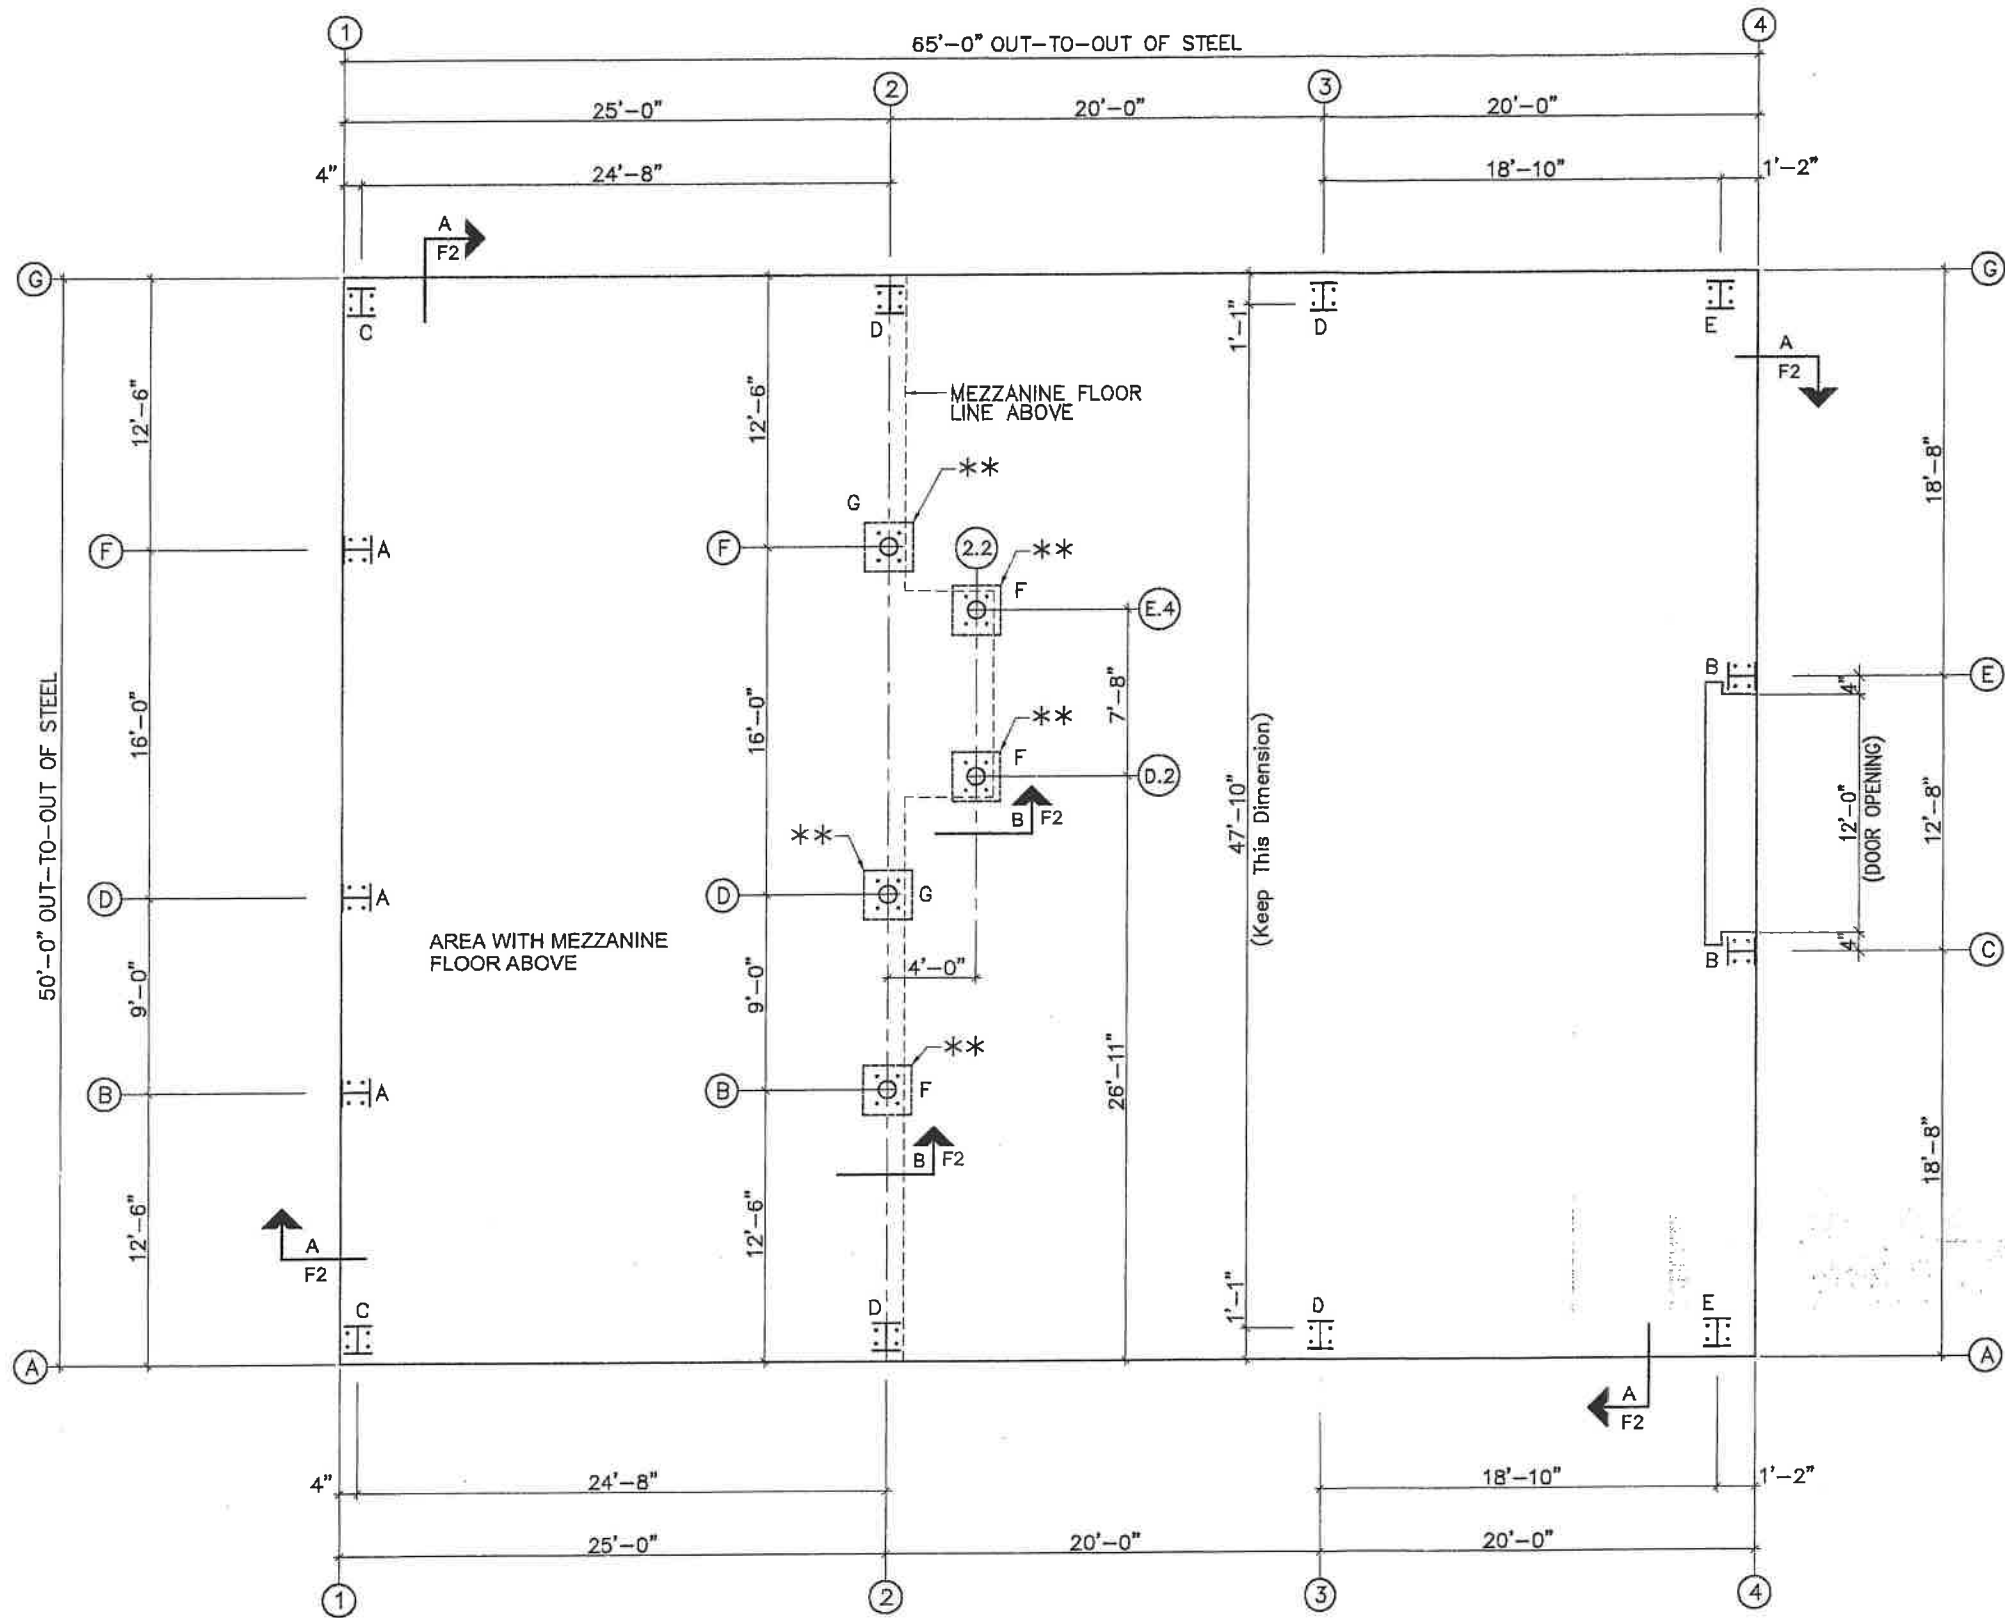 1
4
65'-0" OUT-TO-OUT OF STEEL
2
3
25'-0"
20'-0"
20'-0"
4"
24'-8"
18'-10"
1'-2"
A
F2
G
G
C
D
D
E
1'-1"
A
F2
12'-6"
12'-6"
MEZZANINE FLOOR
LINE ABOVE
18'-8"
**
G
F
A
F
2.2
**
F
E.4
50'-0" OUT-TO-OUT OF STEEL
16'-0"
16'-0"
7'-8"
B
4"
E
**
F
D.2
47'-10"
(Keep This Dimension)
12'-0"
(DOOR OPENING)
12'-8"
B
F2
**
D
A
D
G
AREA WITH MEZZANINE
FLOOR ABOVE
4'-0"
B
4"
C
9'-0"
9'-0"
**
26'-11"
B
A
B
F
B
F2
18'-8"
12'-6"
12'-6"
A
F2
1'-1"
C
D
D
E
A
A
A
F2
4"
24'-8"
18'-10"
1'-2"
25'-0"
20'-0"
20'-0"
1
2
3
4